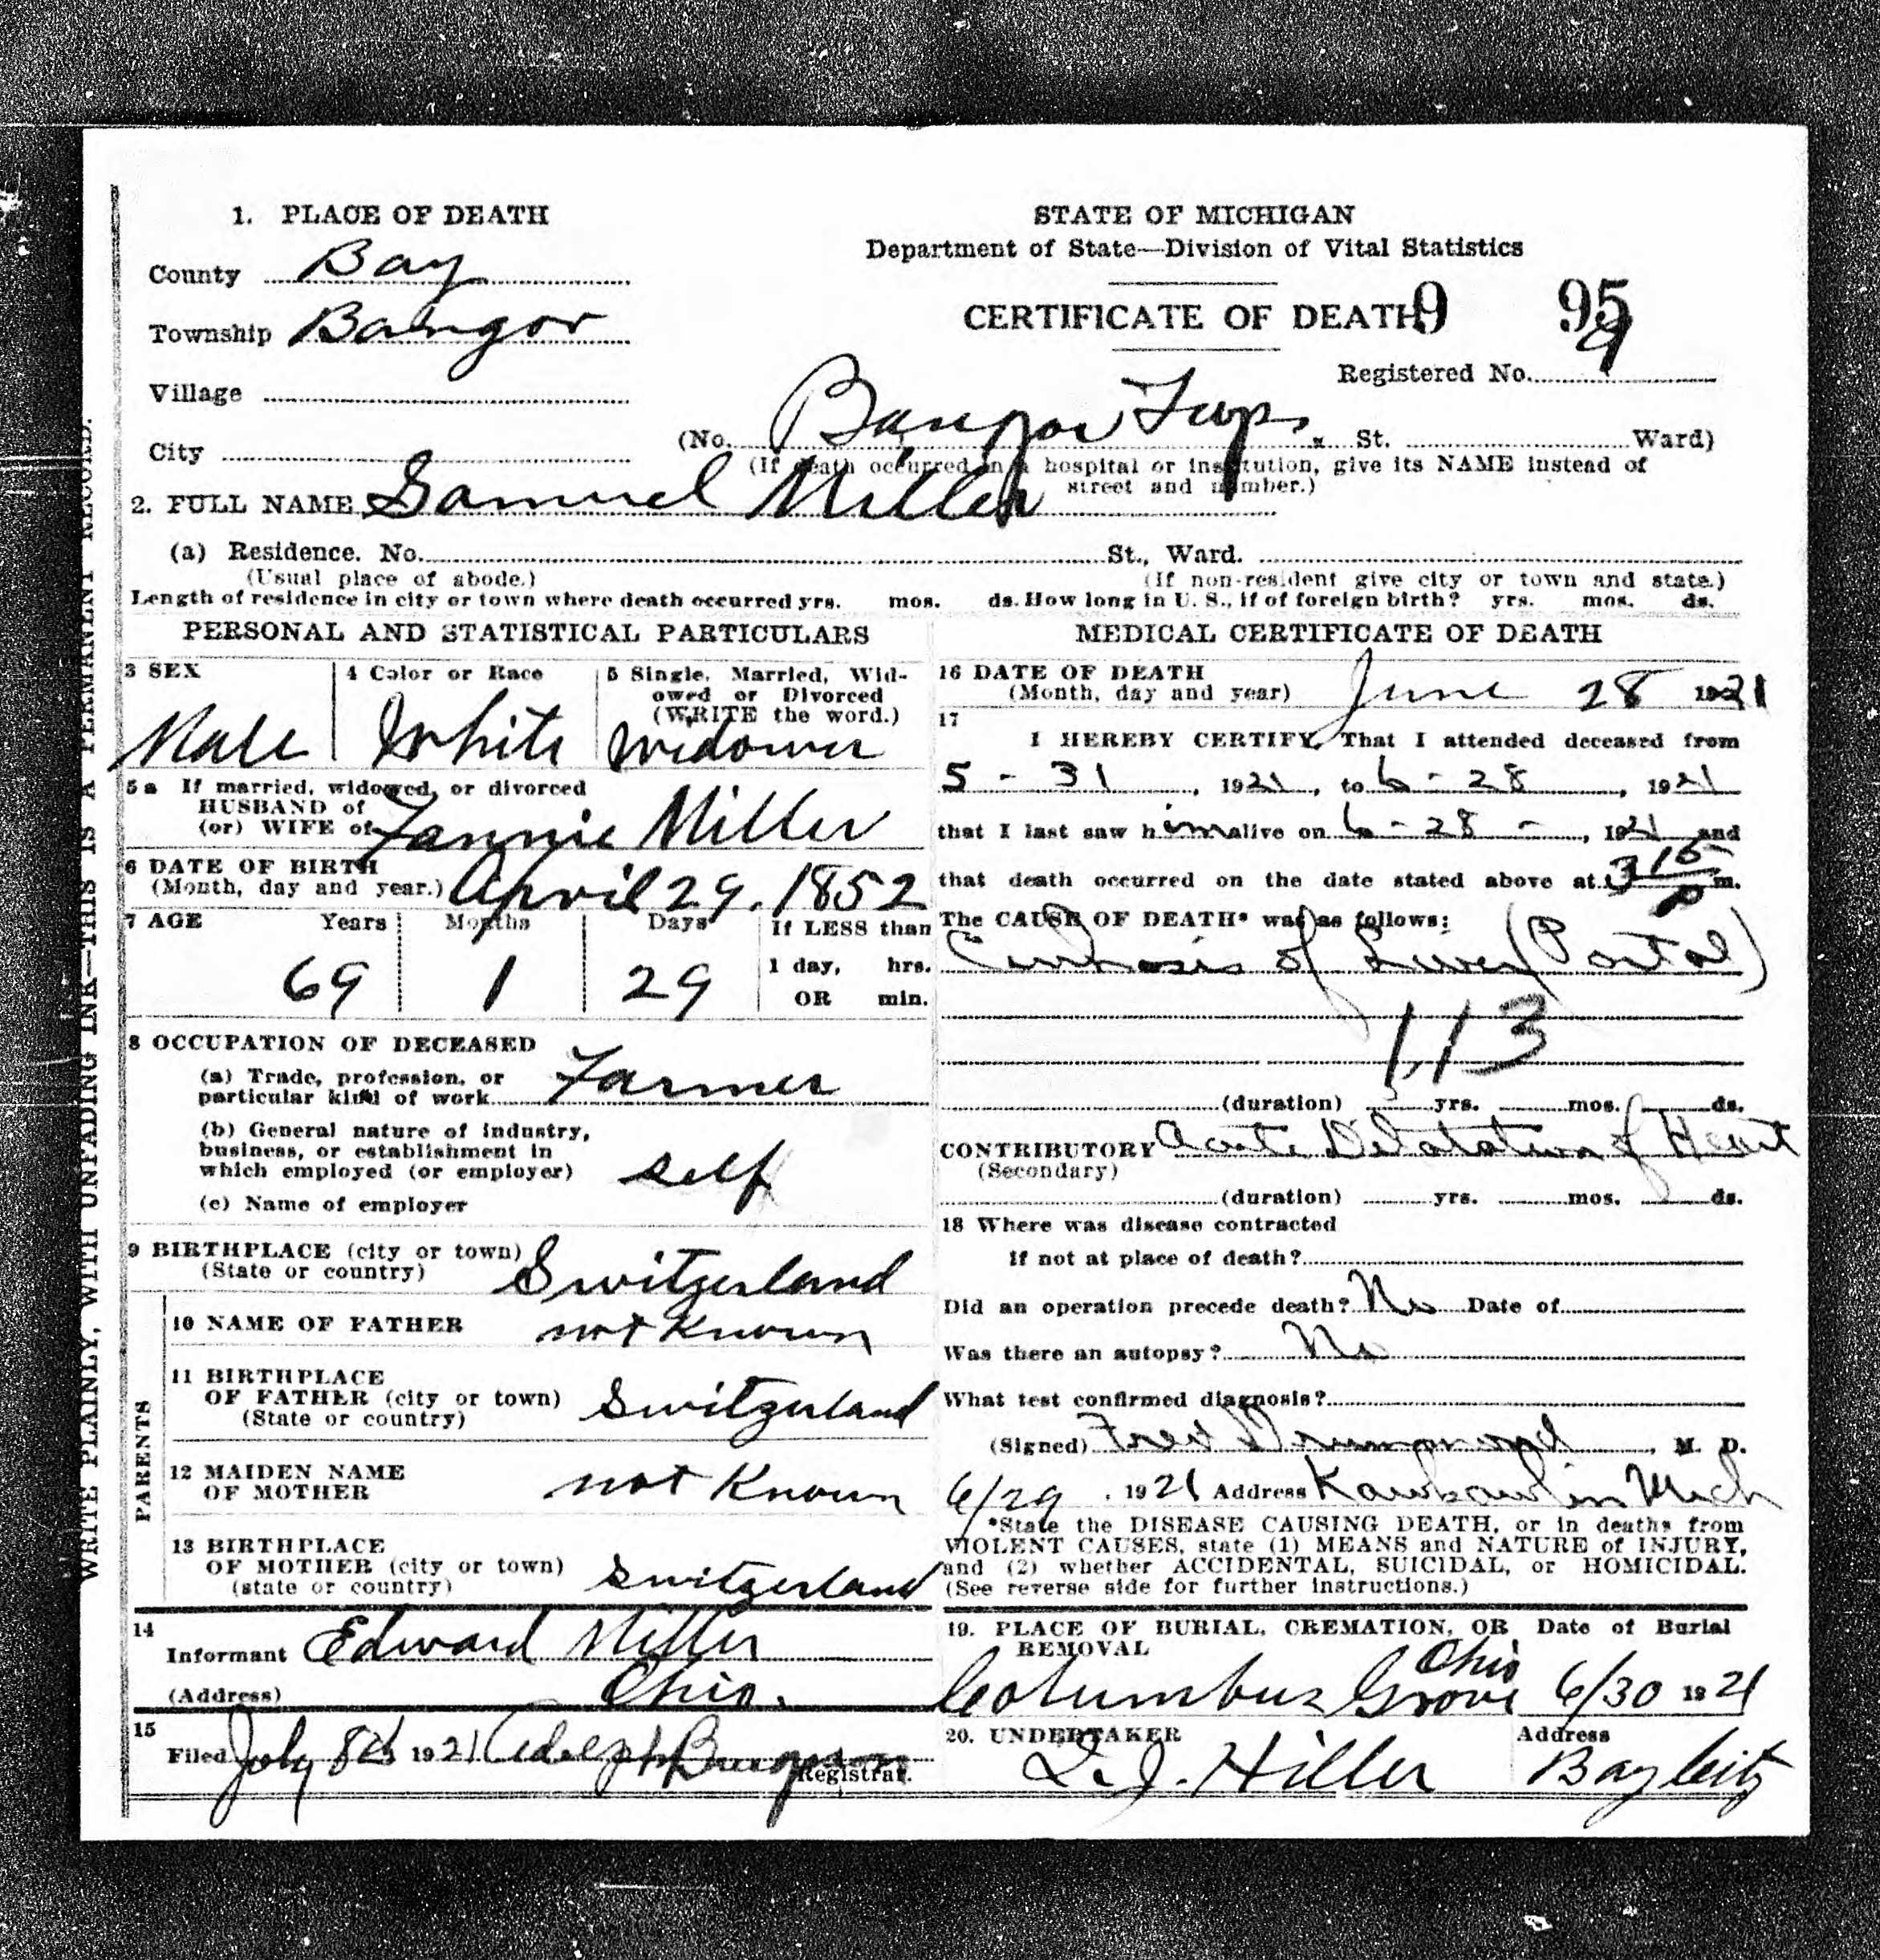 1. PLACE OF DEATH
County Bay
Township Bangor
Village
City
STATE OF MICHIGAN
Department of State—Division of Vital Statistics
CERTIFICATE OF DEATH
9 95
Registered No. 9
(No. Bangor Twp. St. Ward)
(If death occurred in a hospital or institution, give its NAME instead of
street and number.)
2. FULL NAME Samuel Miller
(a) Residence. No. St., Ward.
(Usual place of abode.) (If non-resident give city or town and state.)
Length of residence in city or town where death occurred yrs. mos. ds. How long in U. S., if of foreign birth? yrs. mos. ds.
PERSONAL AND STATISTICAL PARTICULARS
3 SEX
Male
4 Color or Race
White
5 Single, Married, Wid-
owed or Divorced
(WRITE the word.)
Widower
5a If married, widowed, or divorced
HUSBAND of
(or) WIFE of Fannie Miller
6 DATE OF BIRTH
(Month, day and year.) April 29. 1852
7 AGE Years Months Days If LESS than
69 1 29 1 day, hrs.
OR min.
8 OCCUPATION OF DECEASED
(a) Trade, profession, or
particular kind of work Farmer
(b) General nature of industry,
business, or establishment in
which employed (or employer) self
(c) Name of employer
9 BIRTHPLACE (city or town)
(State or country) Switzerland
PARENTS
10 NAME OF FATHER not Known
11 BIRTHPLACE
OF FATHER (city or town) Switzerland
(State or country)
12 MAIDEN NAME
OF MOTHER not Known
13 BIRTHPLACE
OF MOTHER (city or town)
(state or country) Switzerland
14
Informant Edward Miller
(Address) Ohio.
15
Filed July 8th 1921
Registrar.
MEDICAL CERTIFICATE OF DEATH
16 DATE OF DEATH
(Month, day and year) June 28 1921
17
I HEREBY CERTIFY, That I attended deceased from
5 - 31, 1921, to 6 - 28, 1921
that I last saw h im alive on 6 - 28 -, 1921 and
that death occurred on the date stated above at 3 15 P m.
The CAUSE OF DEATH* was as follows:
Cirrhosis of Liver (Portal)
113
(duration) yrs. mos. ds.
CONTRIBUTORY Acute Dilatation of Heart
(Secondary)
(duration) yrs. mos. ds.
18 Where was disease contracted
If not at place of death?
Did an operation precede death? No Date of
Was there an autopsy? No
What test confirmed diagnosis?
(Signed) Fred Drummond, M. D.
6/29, 1921 Address Kawkawlin Mich
*State the DISEASE CAUSING DEATH, or in deaths from
VIOLENT CAUSES, state (1) MEANS and NATURE of INJURY,
and (2) whether ACCIDENTAL, SUICIDAL, or HOMICIDAL.
(See reverse side for further instructions.)
19. PLACE OF BURIAL, CREMATION, OR REMOVAL Date of Burial
Columbus Grove Ohio 6/30 1921
20. UNDERTAKER Address
Hiller Bay City
WRITE PLAINLY, WITH UNFADING INK—THIS IS A PERMANENT RECORD.